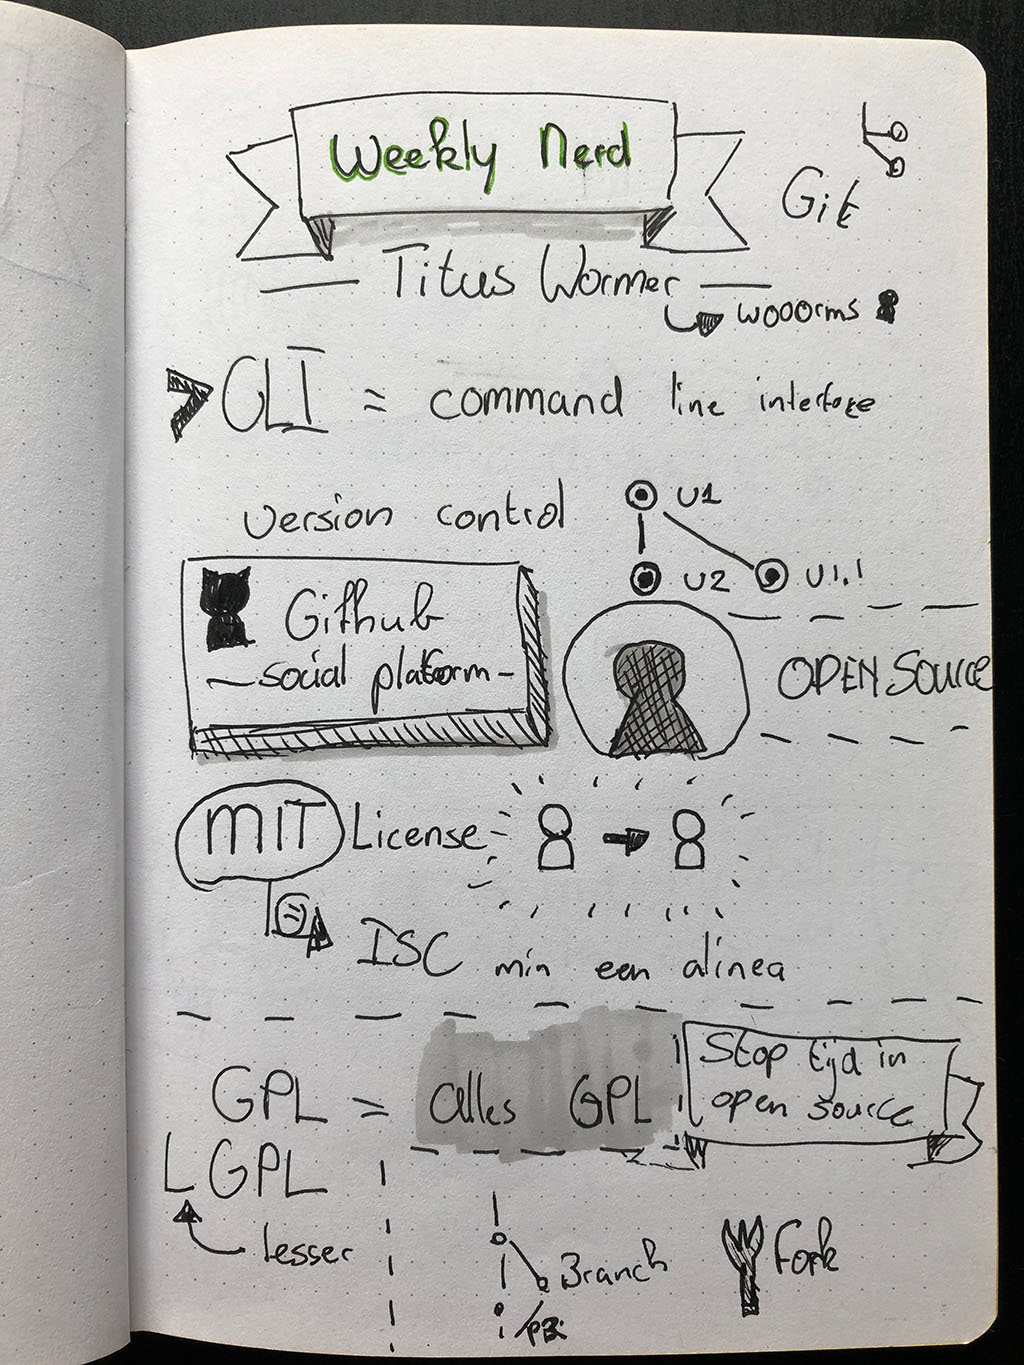 Weekly Nerd
Git
Titus Wormer
wooorms
CLI = command line interface
version control
v1
v2
v1.1
Github
social platform
OPEN SOURCE
MIT License
ISC min een alinea
GPL = alles GPL
Stop tijd in
open source
LGPL
lesser
Branch
Fork